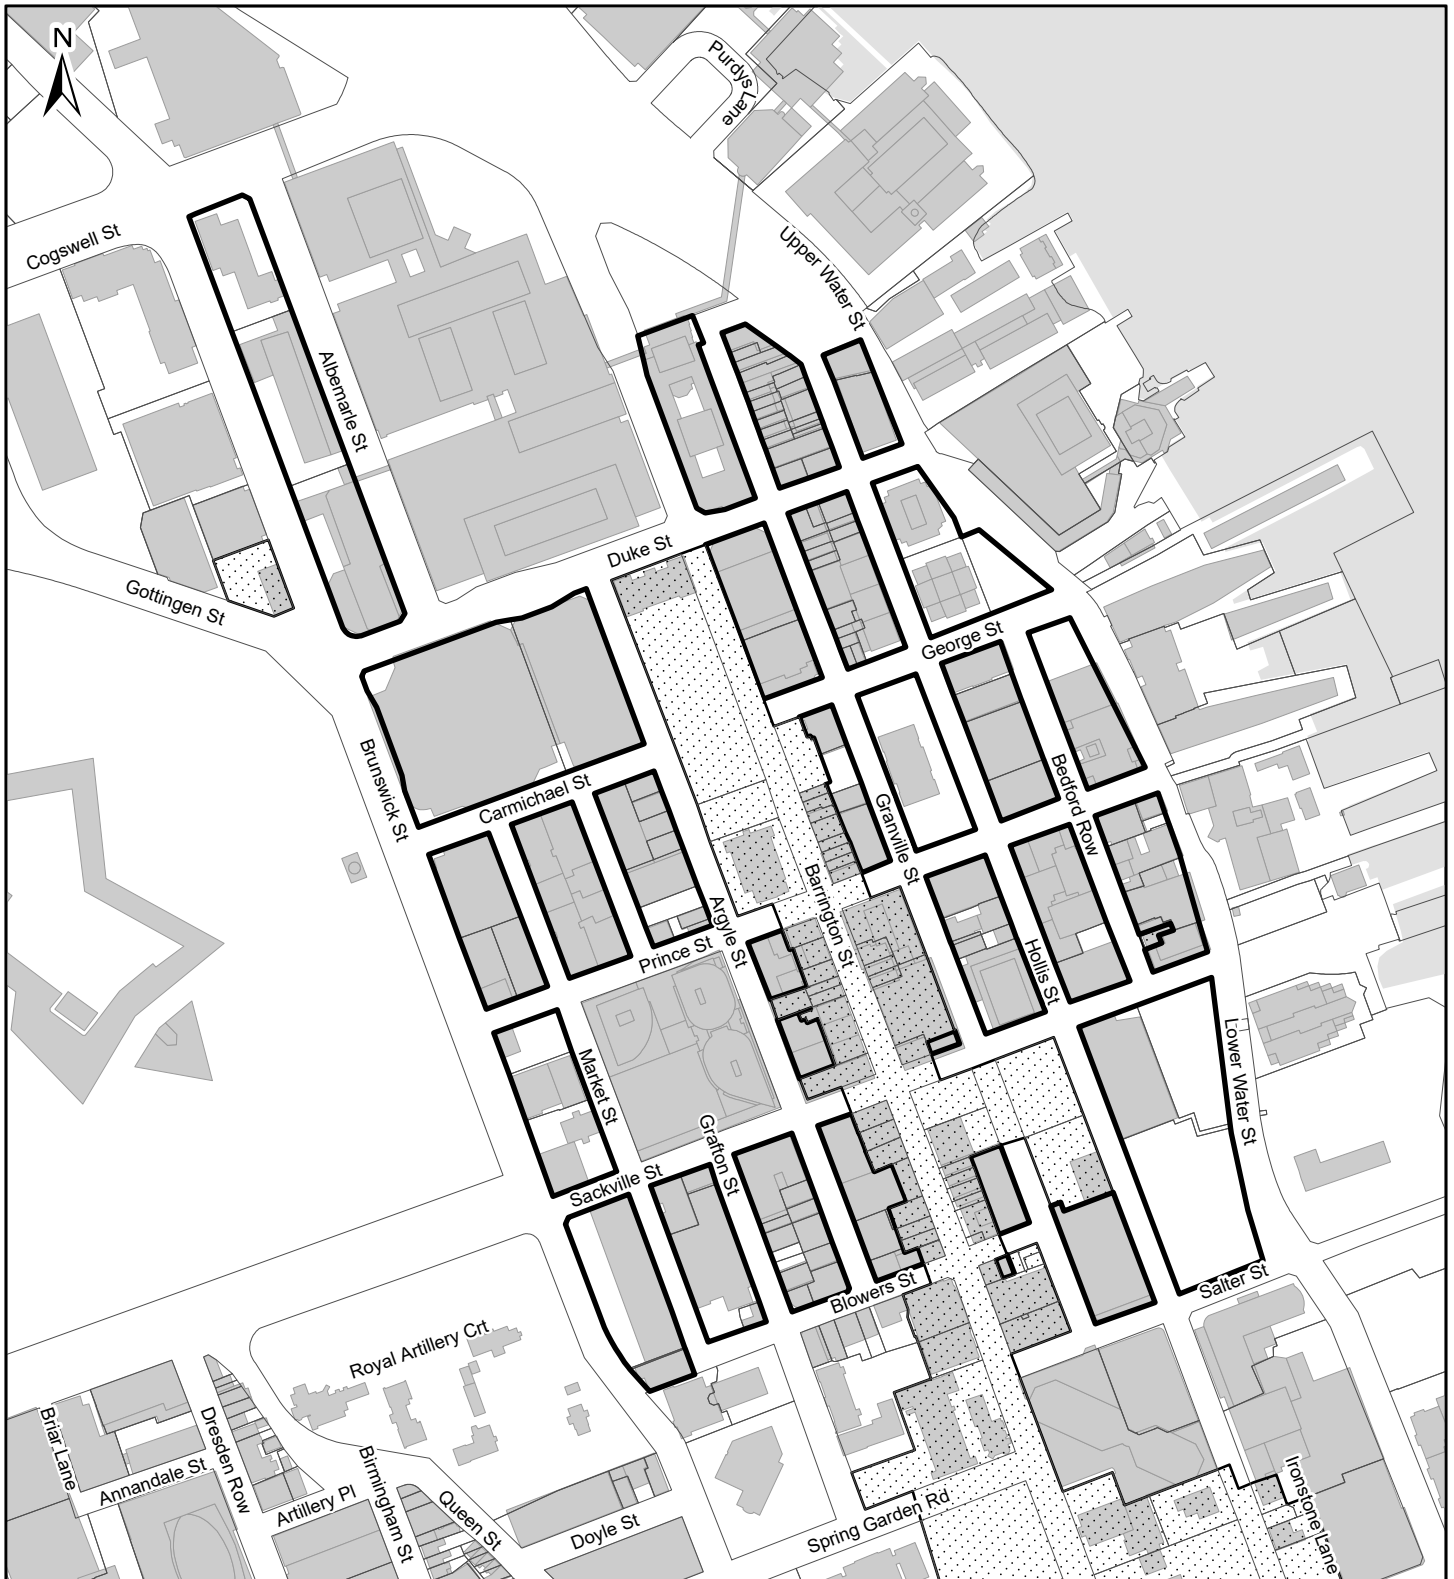 N
Purdys Lane
Cogswell St
Upper Water St
Albemarle St
Duke St
Gottingen St
George St
Brunswick St
Carmichael St
Bedford Row
Granville St
Barrington St
Argyle St
Prince St
Hollis St
Lower Water St
Market St
Grafton St
Sackville St
Blowers St
Salter St
Royal Artillery Crt
Briar Lane
Dresden Row
Annandale St
Artillery Pl
Birmingham St
Queen St
Doyle St
Spring Garden Rd
Ironstone Lane